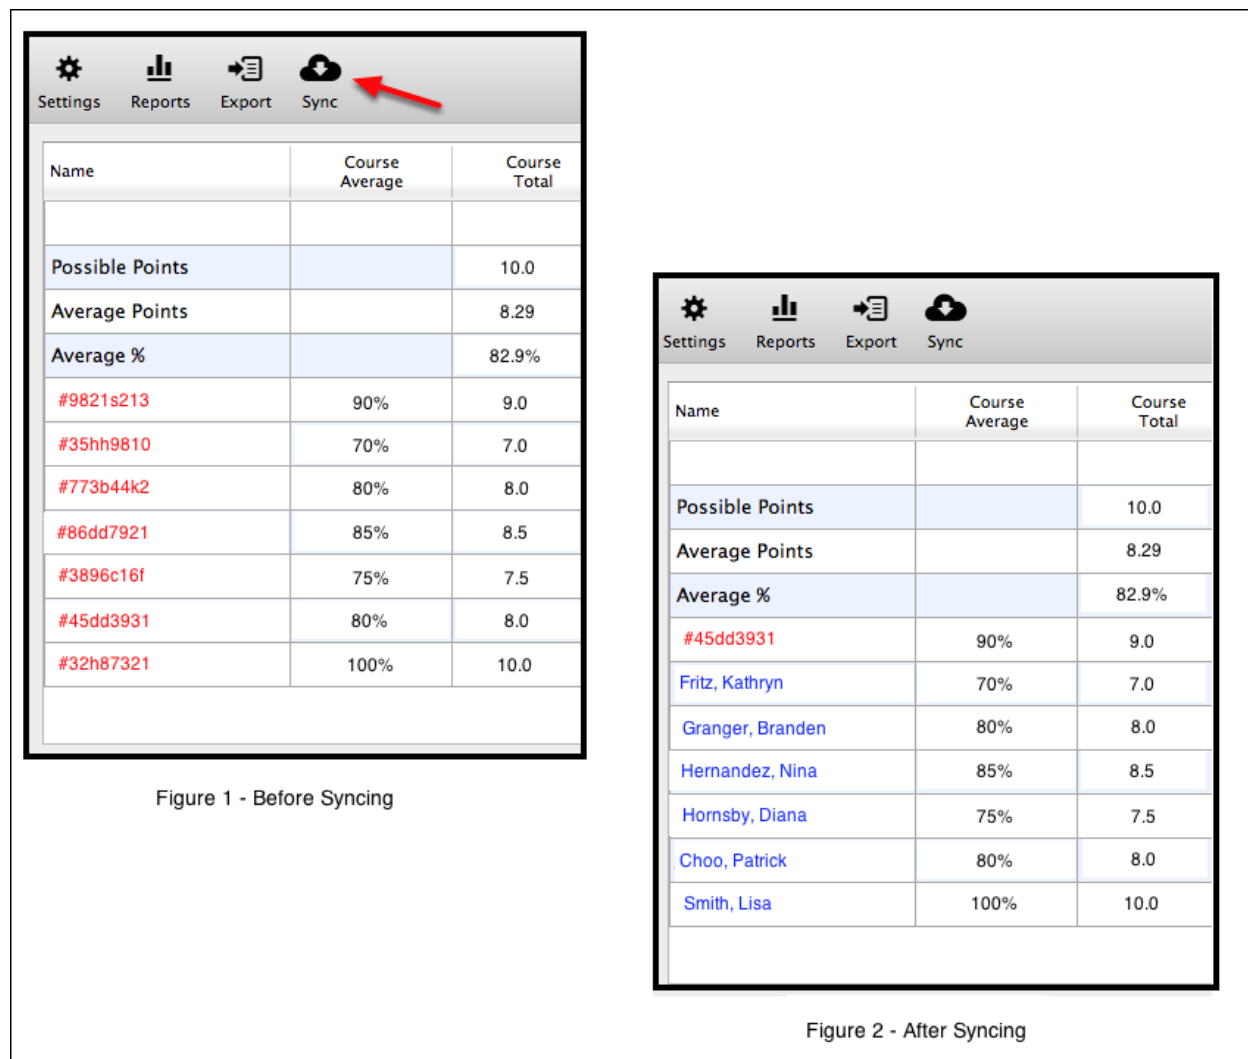 Settings Reports Export Sync
Name Course Average Course Total
Possible Points 10.0
Average Points 8.29
Average % 82.9%
#9821s213 90% 9.0
#35hh9810 70% 7.0
#773b44k2 80% 8.0
#86dd7921 85% 8.5
#3896c16f 75% 7.5
#45dd3931 80% 8.0
#32h87321 100% 10.0
Figure 1 - Before Syncing
Settings Reports Export Sync
Name Course Average Course Total
Possible Points 10.0
Average Points 8.29
Average % 82.9%
#45dd3931 90% 9.0
Fritz, Kathryn 70% 7.0
Granger, Branden 80% 8.0
Hernandez, Nina 85% 8.5
Hornsby, Diana 75% 7.5
Choo, Patrick 80% 8.0
Smith, Lisa 100% 10.0
Figure 2 - After Syncing